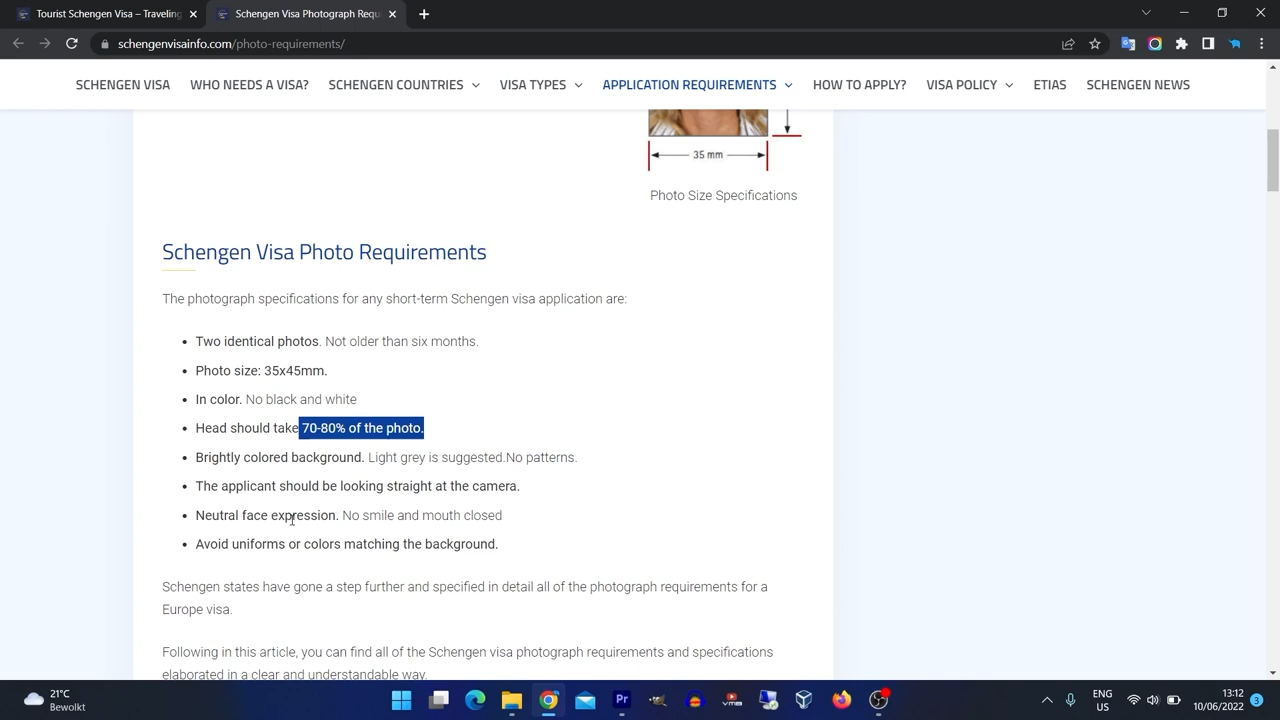 Tourist Schengen Visa – Traveling
Schengen Visa Photograph Requ
schengenvisainfo.com/photo-requirements/
SCHENGEN VISA WHO NEEDS A VISA? SCHENGEN COUNTRIES VISA TYPES APPLICATION REQUIREMENTS HOW TO APPLY? VISA POLICY ETIAS SCHENGEN NEWS
35 mm
Photo Size Specifications
Schengen Visa Photo Requirements
The photograph specifications for any short-term Schengen visa application are:
• Two identical photos. Not older than six months.
• Photo size: 35x45mm.
• In color. No black and white
• Head should take 70-80% of the photo.
• Brightly colored background. Light grey is suggested.No patterns.
• The applicant should be looking straight at the camera.
• Neutral face expression. No smile and mouth closed
• Avoid uniforms or colors matching the background.
Schengen states have gone a step further and specified in detail all of the photograph requirements for a
Europe visa.
Following in this article, you can find all of the Schengen visa photograph requirements and specifications
elaborated in a clear and understandable way.
21°C
Bewolkt
Pr
ENG
US
13:12
10/06/2022
3